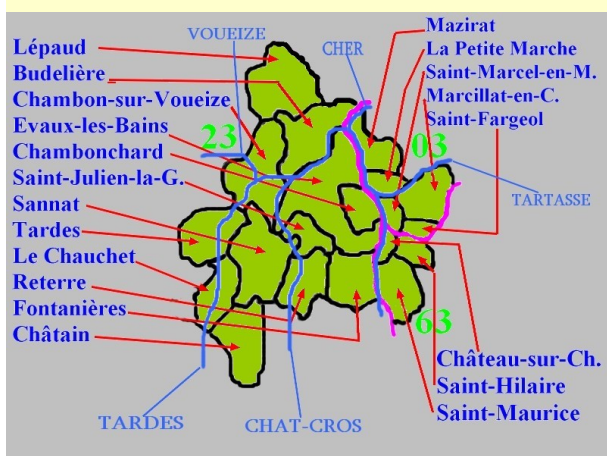 VOUEIZE
CHER
Lépaud
Budelière
Chambon-sur-Voueize
Evaux-les-Bains
Chambonchard
Saint-Julien-la-G.
Sannat
Tardes
Le Chauchet
Reterre
Fontanières
Châtain
23
03
63
Mazirat
La Petite Marche
Saint-Marcel-en-M.
Marcillat-en-C.
Saint-Fargeol
TARTASSE
Château-sur-Ch.
Saint-Hilaire
Saint-Maurice
TARDES
CHAT-CROS